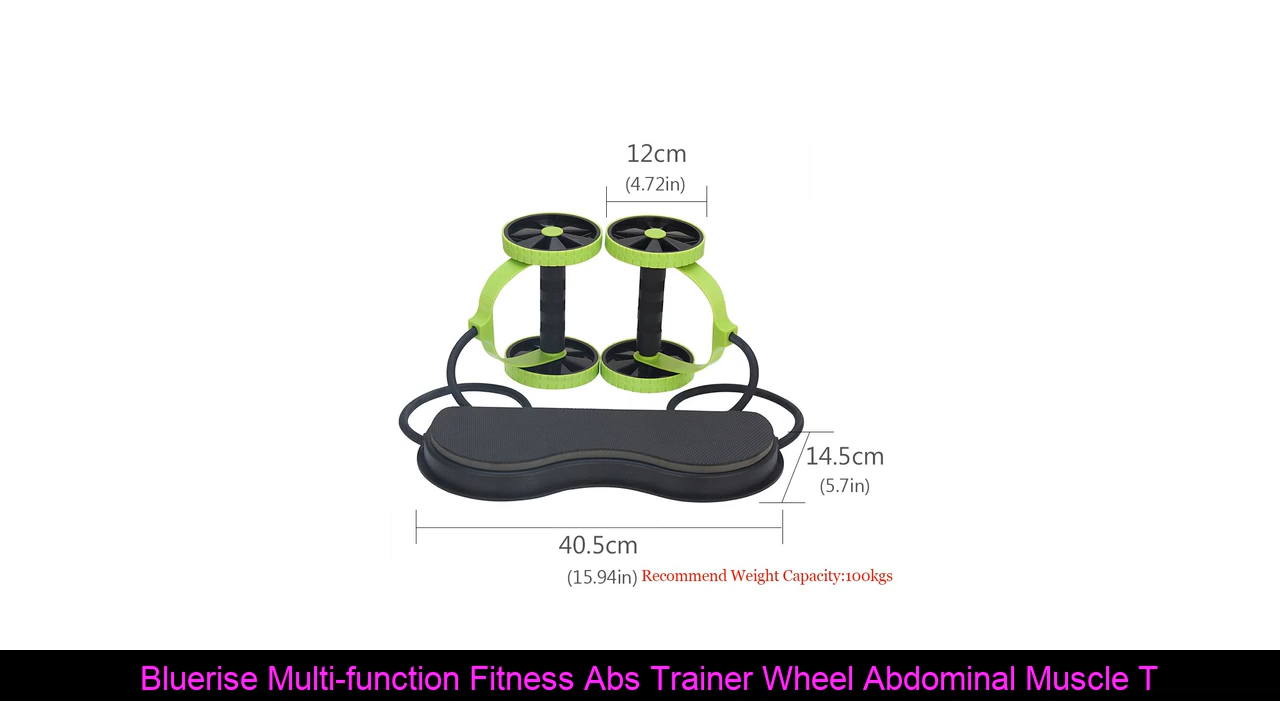 12cm
(4.72in)
14.5cm
(5.7in)
40.5cm
(15.94in) Recommend Weight Capacity:100kgs
Bluerise Multi-function Fitness Abs Trainer Wheel Abdominal Muscle T